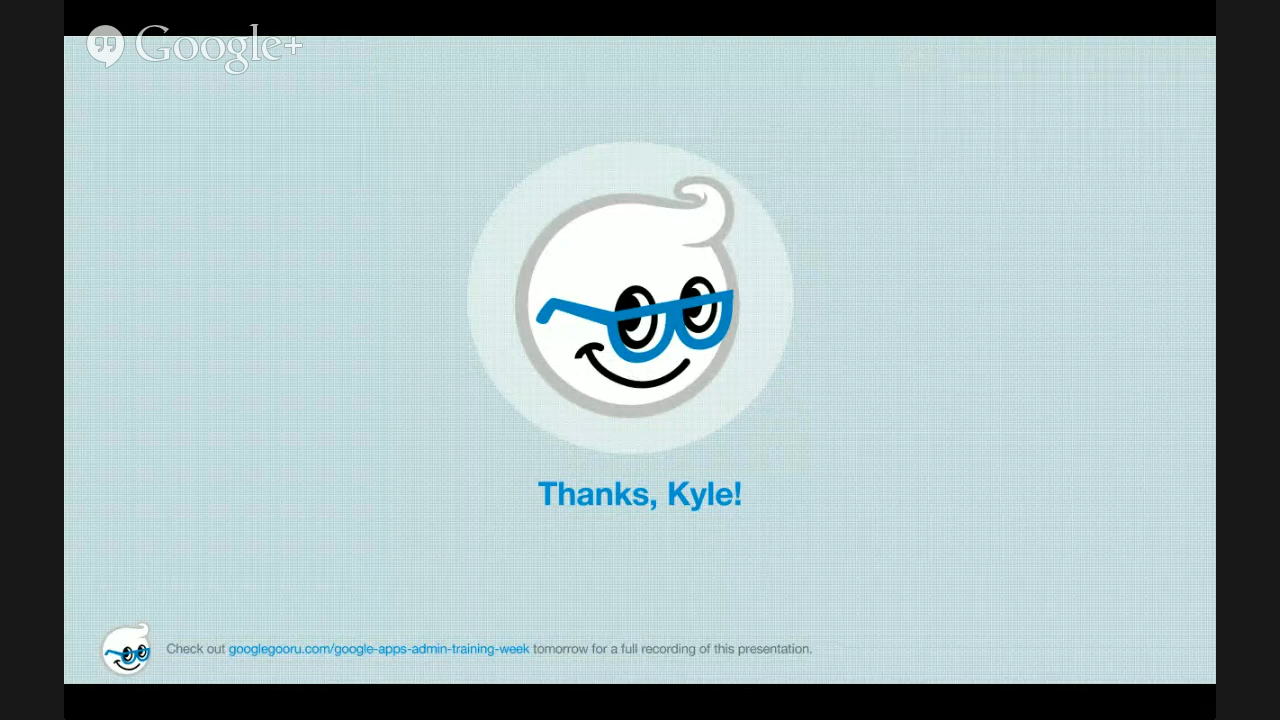 Google+
Thanks, Kyle!
Check out googlegooru.com/google-apps-admin-training-week tomorrow for a full recording of this presentation.